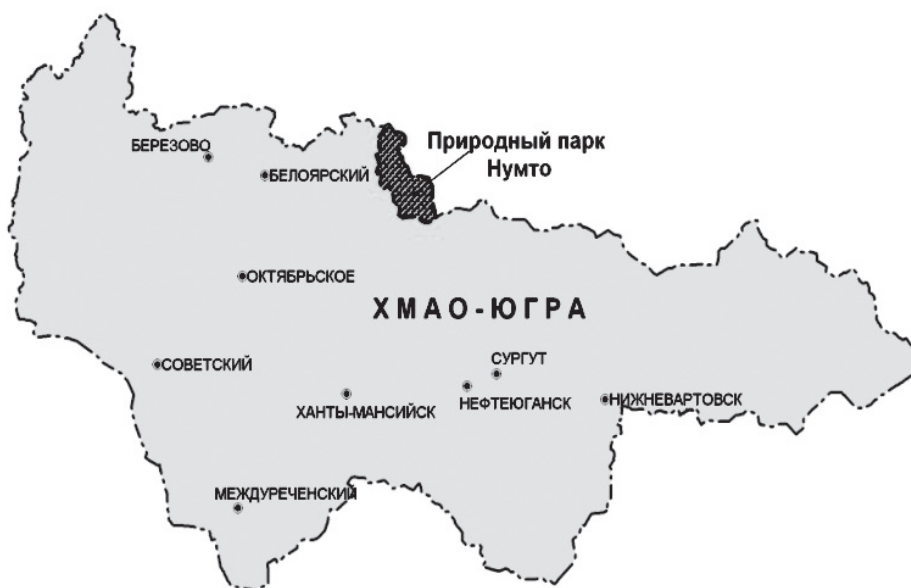 Природный парк
Нумто
БЕРЕЗОВО
БЕЛОЯРСКИЙ
ОКТЯБРЬСКОЕ
ХМАО-ЮГРА
СОВЕТСКИЙ
СУРГУТ
ХАНТЫ-МАНСИЙСК
НЕФТЕЮГАНСК
НИЖНЕВАРТОВСК
МЕЖДУРЕЧЕНСКИЙ